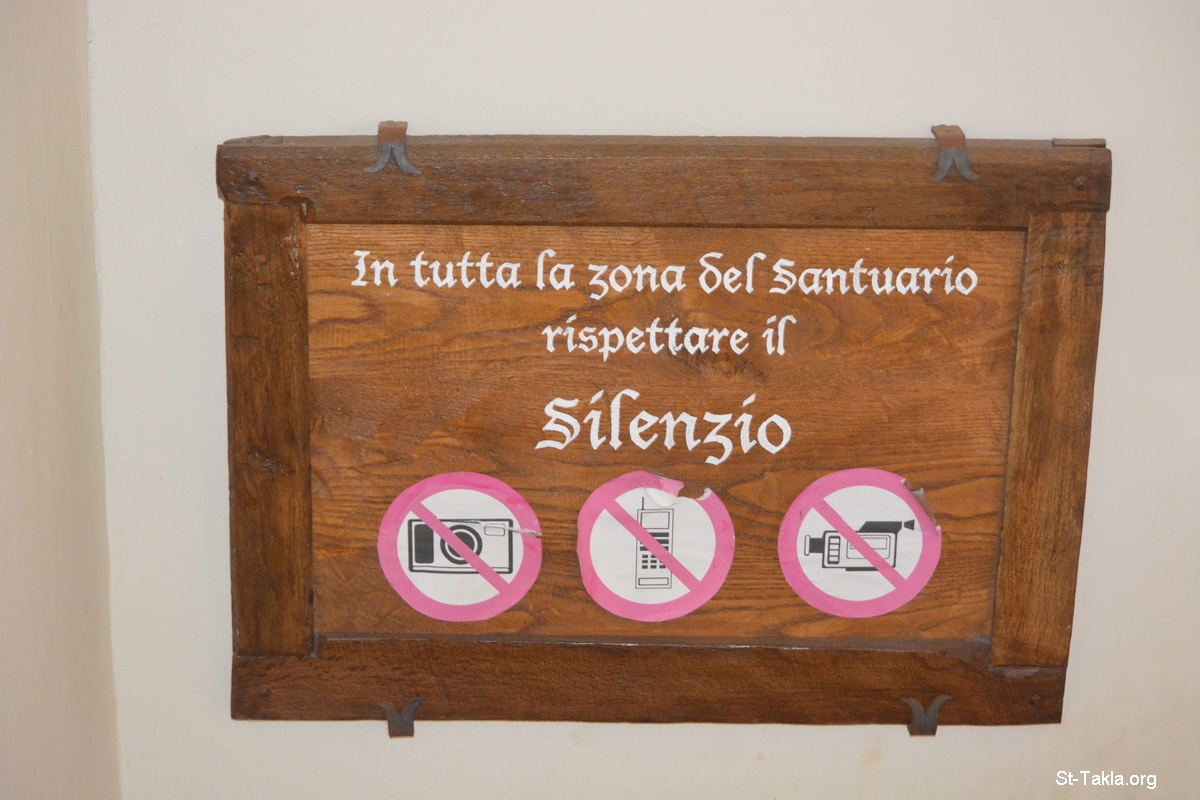 In tutta la zona del Santuario
rispettare il
Silenzio
St-Takla.org